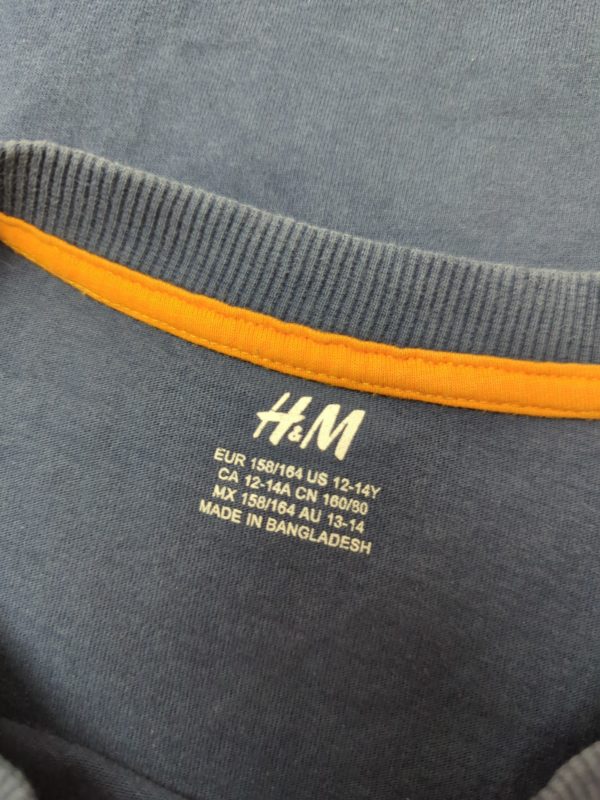 H&M
EUR 158/164 US 12-14Y
CA 12-14A CN 160/80
MX 158/164 AU 13-14
MADE IN BANGLADESH